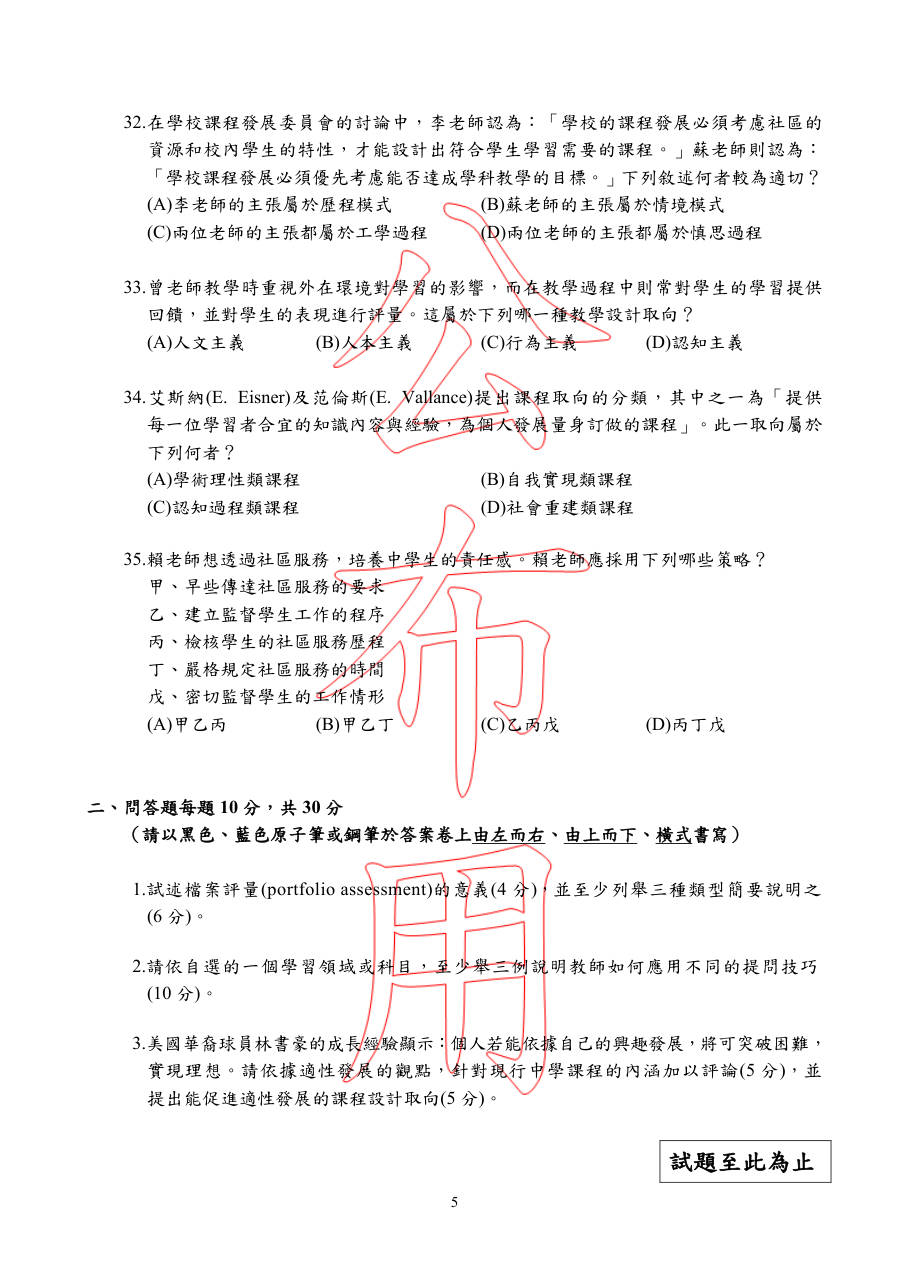 32.在學校課程發展委員會的討論中，李老師認為：「學校的課程發展必須考慮社區的
資源和校內學生的特性，才能設計出符合學生學習需要的課程。」蘇老師則認為：
「學校課程發展必須優先考慮能否達成學科教學的目標。」下列敘述何者較為適切？
(A)李老師的主張屬於歷程模式 (B)蘇老師的主張屬於情境模式
(C)兩位老師的主張都屬於工學過程 (D)兩位老師的主張都屬於慎思過程
33.曾老師教學時重視外在環境對學習的影響，而在教學過程中則常對學生的學習提供
回饋，並對學生的表現進行評量。這屬於下列哪一種教學設計取向？
(A)人文主義 (B)人本主義 (C)行為主義 (D)認知主義
34.艾斯納(E. Eisner)及范倫斯(E. Vallance)提出課程取向的分類，其中之一為「提供
每一位學習者合宜的知識內容與經驗，為個人發展量身訂做的課程」。此一取向屬於
下列何者？
(A)學術理性類課程 (B)自我實現類課程
(C)認知過程類課程 (D)社會重建類課程
35.賴老師想透過社區服務，培養中學生的責任感。賴老師應採用下列哪些策略？
甲、早些傳達社區服務的要求
乙、建立監督學生工作的程序
丙、檢核學生的社區服務歷程
丁、嚴格規定社區服務的時間
戊、密切監督學生的工作情形
(A)甲乙丙 (B)甲乙丁 (C)乙丙戊 (D)丙丁戊
二、問答題每題 10 分，共 30 分
（請以黑色、藍色原子筆或鋼筆於答案卷上由左而右、由上而下、橫式書寫）
1.試述檔案評量(portfolio assessment)的意義(4 分)，並至少列舉三種類型簡要說明之
(6 分)。
2.請依自選的一個學習領域或科目，至少舉三例說明教師如何應用不同的提問技巧
(10 分)。
3.美國華裔球員林書豪的成長經驗顯示：個人若能依據自己的興趣發展，將可突破困難，
實現理想。請依據適性發展的觀點，針對現行中學課程的內涵加以評論(5 分)，並
提出能促進適性發展的課程設計取向(5 分)。
試題至此為止
5
公
布
用